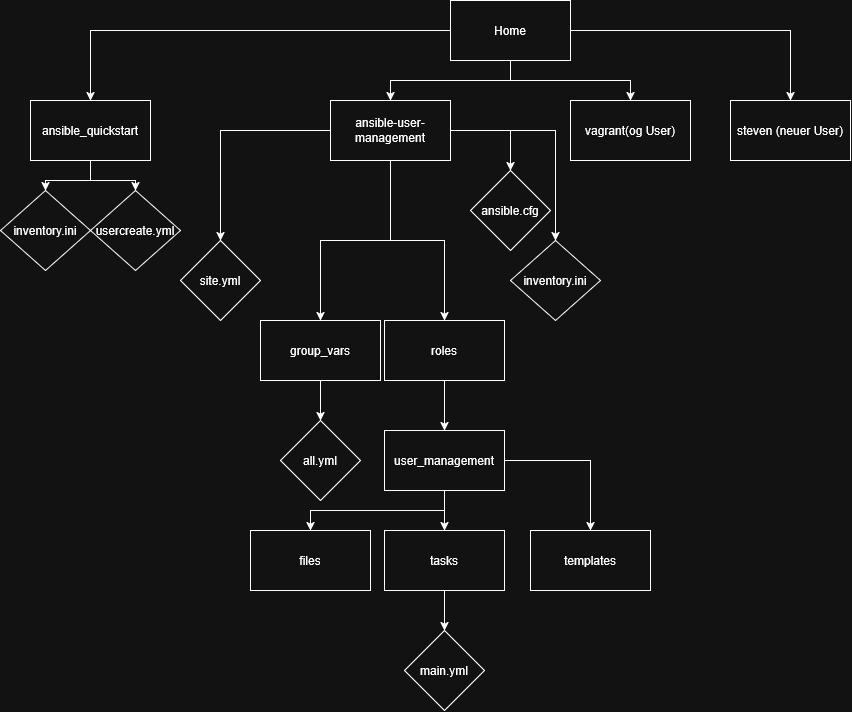 Home
ansible_quickstart
ansible-user-
management
vagrant(og User)
steven (neuer User)
inventory.ini
usercreate.yml
ansible.cfg
site.yml
inventory.ini
group_vars
roles
all.yml
user_management
files
tasks
templates
main.yml